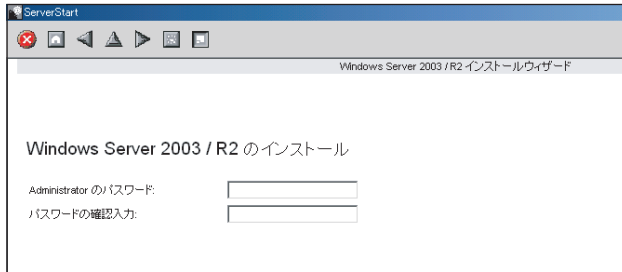 ServerStart
Windows Server 2003 / R2 インストールウィザード
Windows Server 2003 / R2 のインストール
Administrator のパスワード:
パスワードの確認入力: